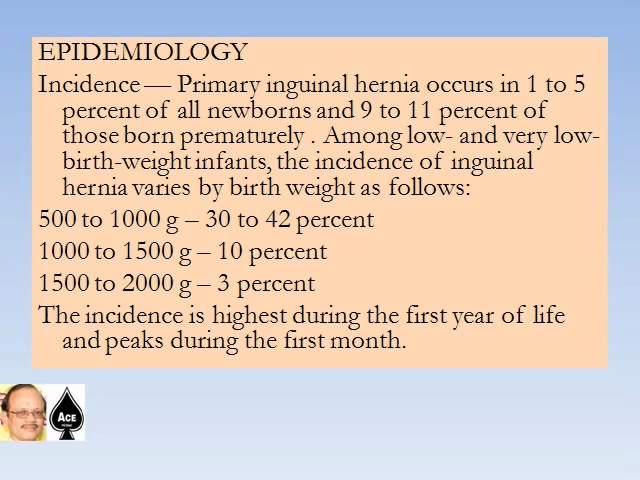 EPIDEMIOLOGY
Incidence — Primary inguinal hernia occurs in 1 to 5
percent of all newborns and 9 to 11 percent of
those born prematurely . Among low- and very low-
birth-weight infants, the incidence of inguinal
hernia varies by birth weight as follows:
500 to 1000 g – 30 to 42 percent
1000 to 1500 g – 10 percent
1500 to 2000 g – 3 percent
The incidence is highest during the first year of life
and peaks during the first month.
ACE